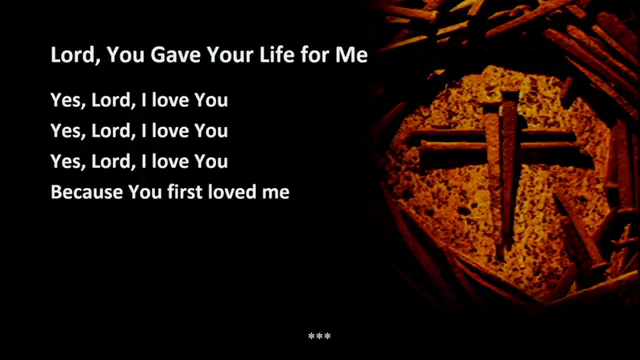 Lord, You Gave Your Life for Me
Yes, Lord, I love You
Yes, Lord, I love You
Yes, Lord, I love You
Because You first loved me
***